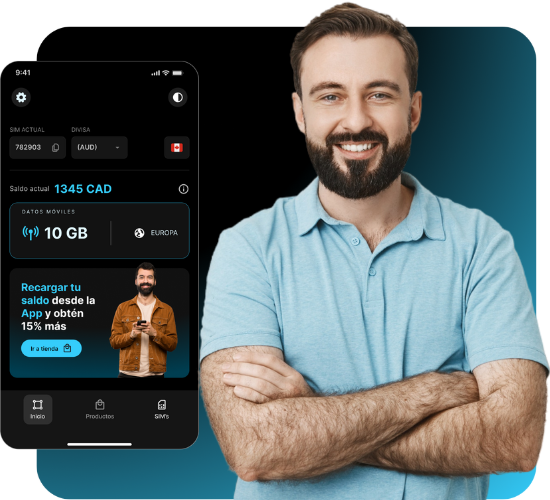 9:41
SIM ACTUAL
DIVISA
782903
(AUD)
Saldo actual 1345 CAD
DATOS MÓVILES
10 GB
EUROPA
Recargar tu
saldo desde la
App y obtén
15% más
Ir a tienda
Inicio
Productos
SIM's